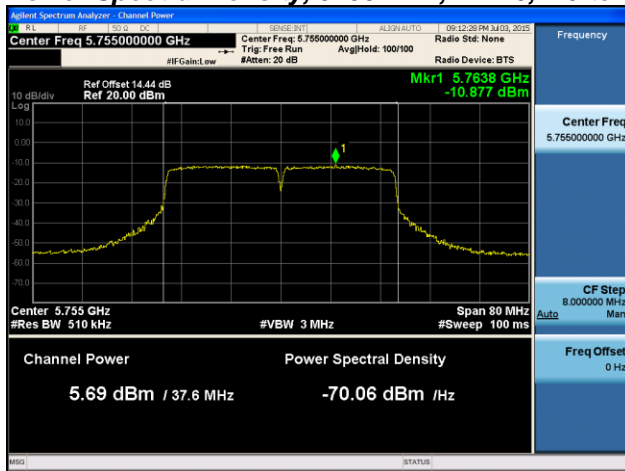 Agilent Spectrum Analyzer - Channel Power
RL RF 50 Ω DC SENSE:INT ALIGN AUTO 09:12:28 PM Jul 03, 2015
Center Freq 5.755000000 GHz
Center Freq: 5.755000000 GHz
Radio Std: None
Trig: Free Run Avg|Hold: 100/100
#IFGain:Low
#Atten: 20 dB
Radio Device: BTS
Frequency
Mkr1 5.7638 GHz
-10.877 dBm
Ref Offset 14.44 dB
10 dB/div Ref 20.00 dBm
Log
10.0
0.00
-10.0
-20.0
-30.0
-40.0
-50.0
-60.0
-70.0
1
Center Freq
5.755000000 GHz
Center 5.755 GHz
Span 80 MHz
#Res BW 510 kHz
#VBW 3 MHz
#Sweep 100 ms
CF Step
8.000000 MHz
Auto Man
Freq Offset
0 Hz
Channel Power
Power Spectral Density
5.69 dBm / 37.6 MHz
-70.06 dBm /Hz
MSG
STATUS